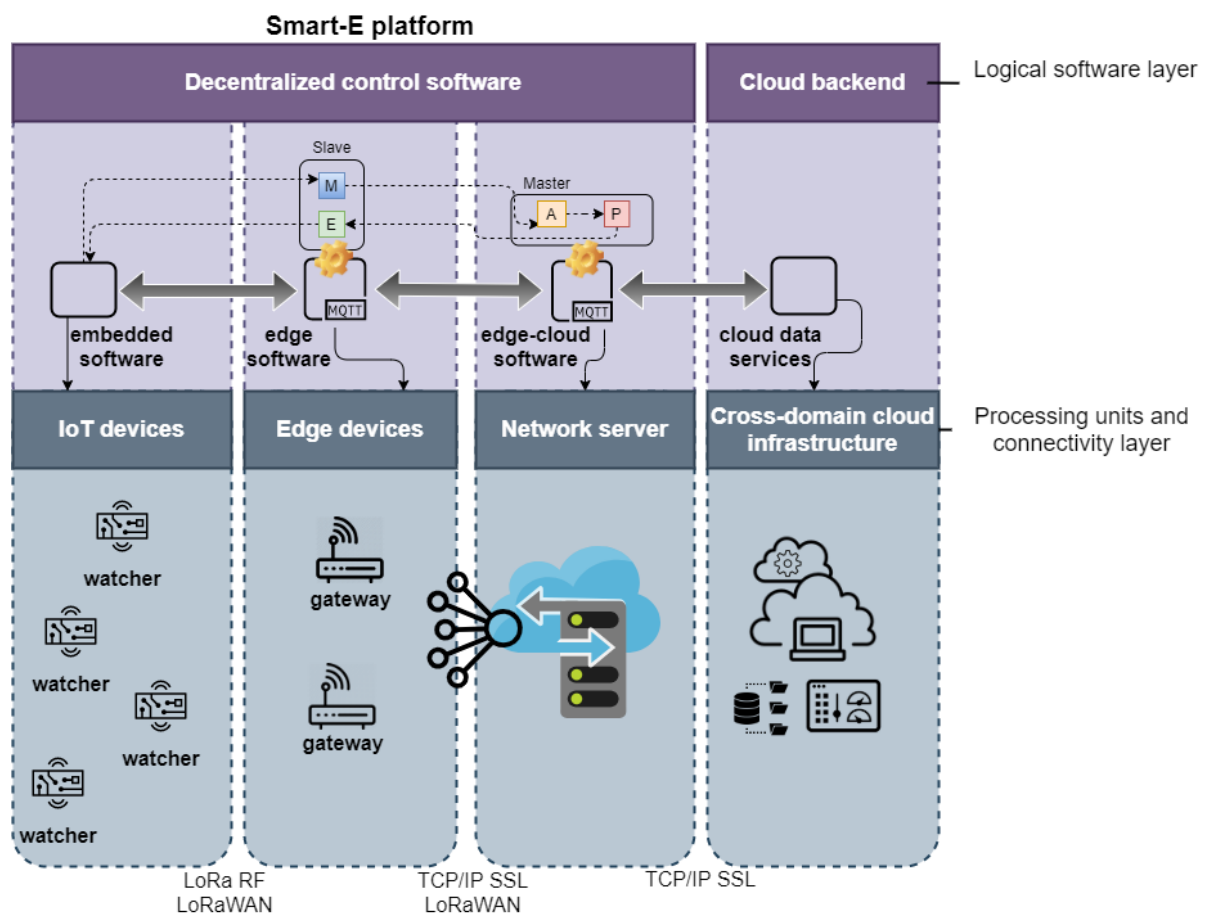 Smart-E platform
Decentralized control software
Cloud backend
Logical software layer
Slave
M
E
Master
A
P
MQTT
MQTT
embedded
software
edge
software
edge-cloud
software
cloud data
services
IoT devices
Edge devices
Network server
Cross-domain cloud
infrastructure
Processing units and
connectivity layer
watcher
watcher
watcher
watcher
gateway
gateway
LoRa RF
LoRaWAN
TCP/IP SSL
LoRaWAN
TCP/IP SSL